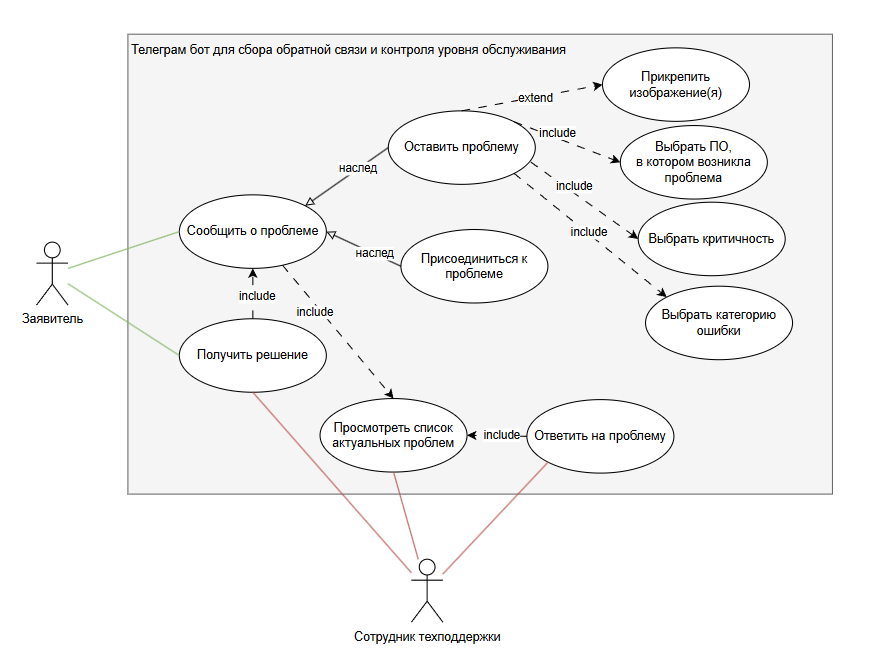 Телеграм бот для сбора обратной связи и контроля уровня обслуживания
Прикрепить
изображение(я)
extend
Оставить проблему
include
Выбрать ПО,
в котором возникла
проблема
наслед
include
Сообщить о проблеме
include
Выбрать критичность
наслед
Присоединиться к
проблеме
include
include
Заявитель
Выбрать категорию
ошибки
Получить решение
Просмотреть список
актуальных проблем
include
Ответить на проблему
Сотрудник техподдержки